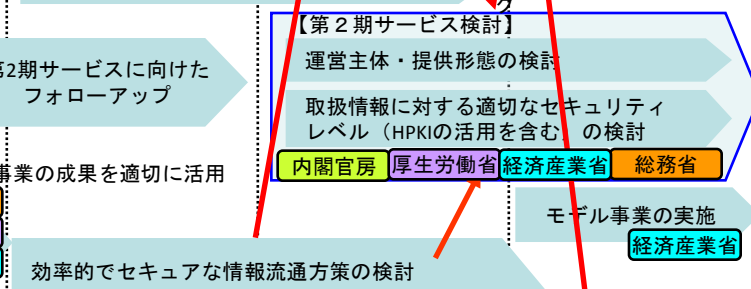 【第２期サービス検討】
運営主体・提供形態の検討
第2期サービスに向けた
フォローアップ
取扱情報に対する適切なセキュリティ
レベル（HPKIの活用を含む）の検討
事業の成果を適切に活用
内閣官房
厚生労働省
経済産業省
総務省
モデル事業の実施
経済産業省
効率的でセキュアな情報流通方策の検討